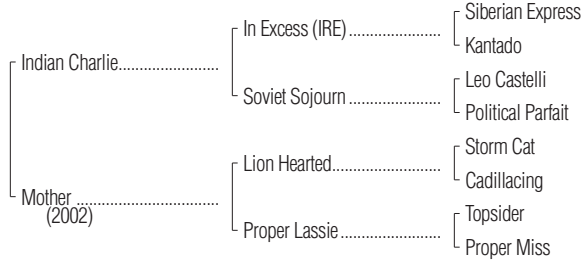 Siberian Express
In Excess (IRE)
Kantado
Indian Charlie
Leo Castelli
Soviet Sojourn
Political Parfait
Storm Cat
Lion Hearted
Cadillacing
Mother
(2002)
Topsider
Proper Lassie
Proper Miss